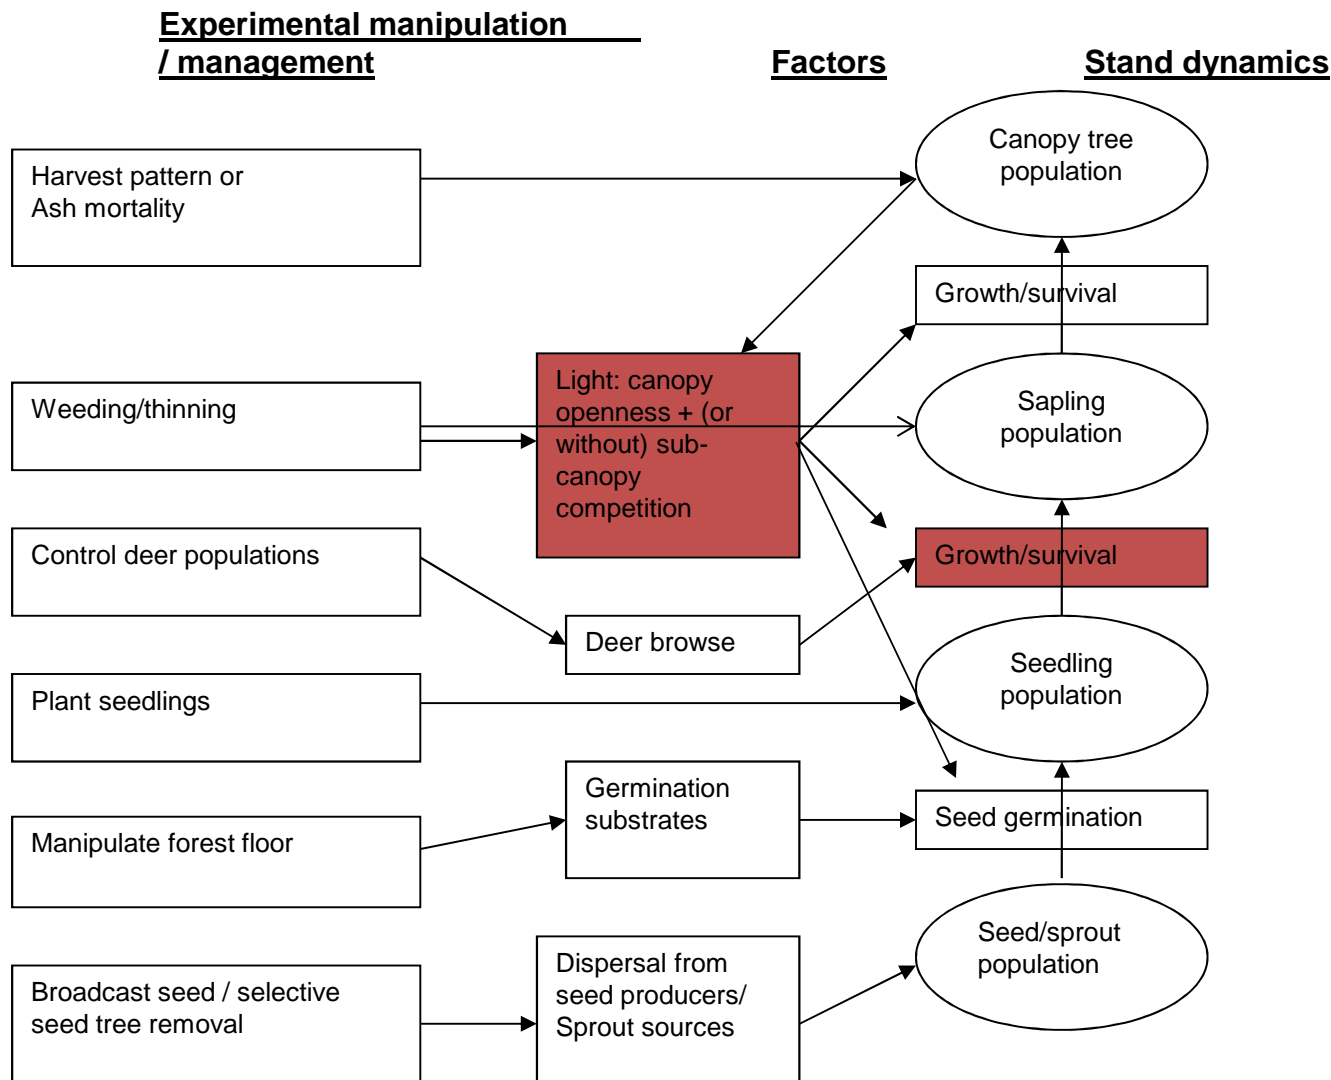 Experimental manipulation
/ management
Factors
Stand dynamics
Harvest pattern or
Ash mortality
Canopy tree
population
Growth/survival
Weeding/thinning
Light: canopy
openness + (or
without) sub-
canopy
competition
Sapling
population
Control deer populations
Growth/survival
Deer browse
Plant seedlings
Seedling
population
Manipulate forest floor
Germination
substrates
Seed germination
Broadcast seed / selective
seed tree removal
Dispersal from
seed producers/
Sprout sources
Seed/sprout
population